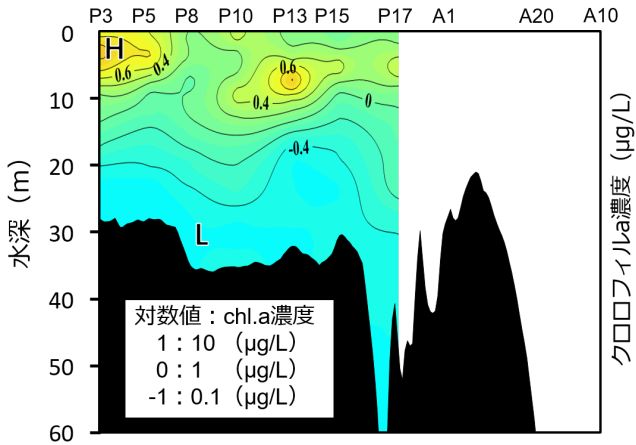 P3 P5 P8 P10 P13 P15 P17 A1 A20 A10
H
0.6 0.4 0.6 0.4 0 -0.4
L
0
10
20
30
40
50
60
水深（m）
クロロフィルa濃度（μg/L）
対数値：chl.a濃度
1：10 （μg/L）
0：1 （μg/L）
-1：0.1（μg/L）